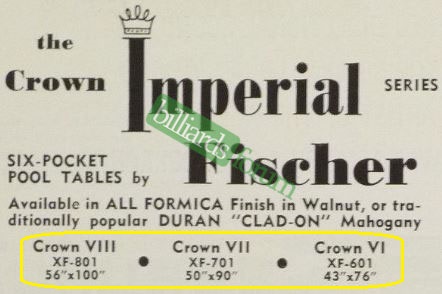 the
Crown Imperial SERIES
billiards forum
SIX-POCKET
POOL TABLES by Fischer
Available in ALL FORMICA Finish in Walnut, or tra-
ditionally popular DURAN "CLAD-ON" Mahogany
Crown VIII Crown VII Crown VI
XF-801 • XF-701 • XF-601
56"x100" 50"x90" 43"x76"